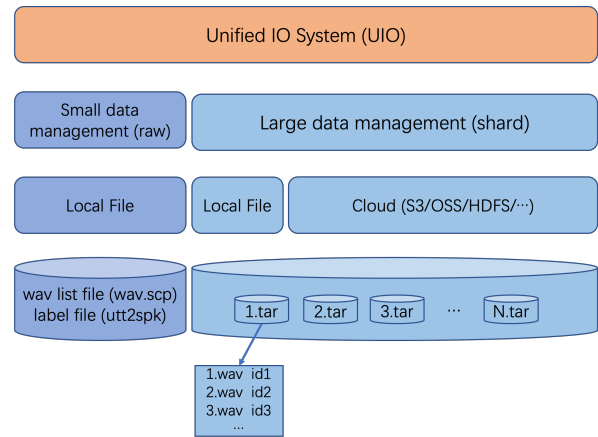 Unified IO System (UIO)
Small data
management (raw)
Large data management (shard)
Local File
Local File
Cloud (S3/OSS/HDFS/···)
wav list file (wav.scp)
label file (utt2spk)
1.tar
2.tar
3.tar
···
N.tar
1.wav id1
2.wav id2
3.wav id3
...